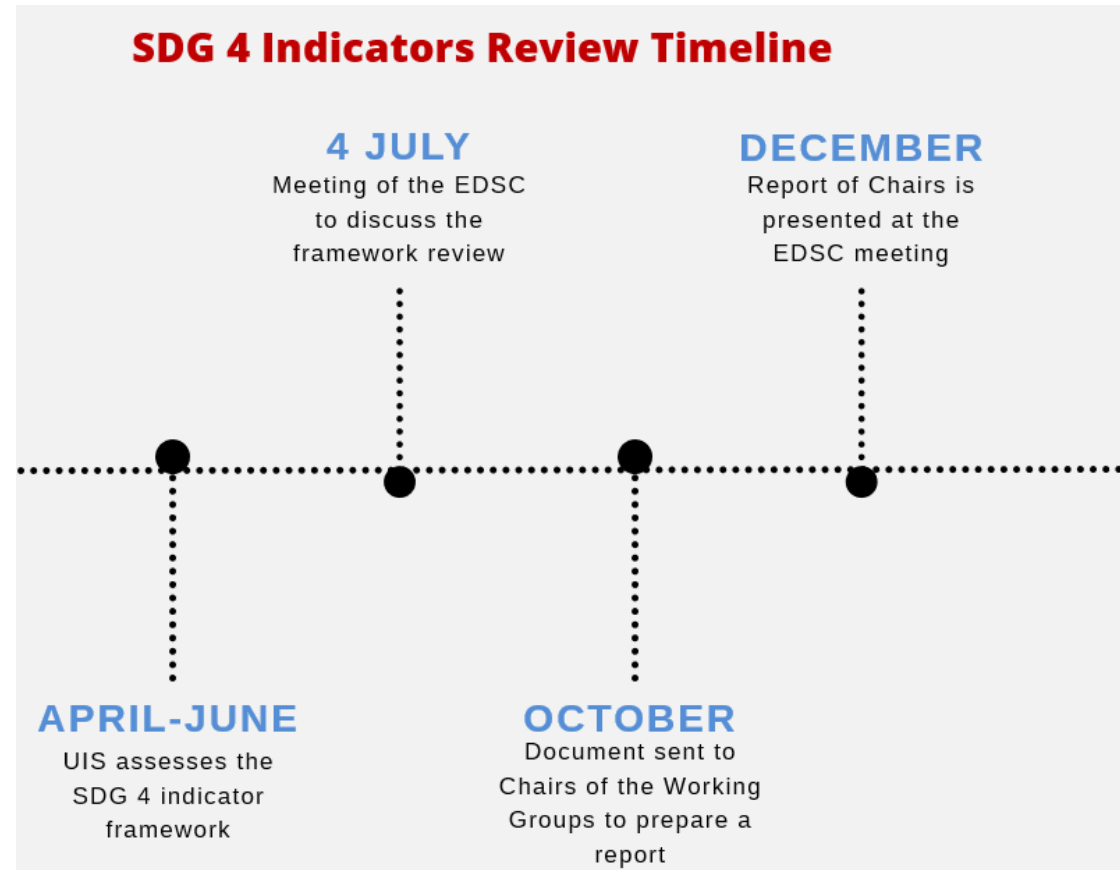 SDG 4 Indicators Review Timeline
4 JULY
Meeting of the EDSC
to discuss the
framework review
DECEMBER
Report of Chairs is
presented at the
EDSC meeting
APRIL-JUNE
UIS assesses the
SDG 4 indicator
framework
OCTOBER
Document sent to
Chairs of the Working
Groups to prepare a
report